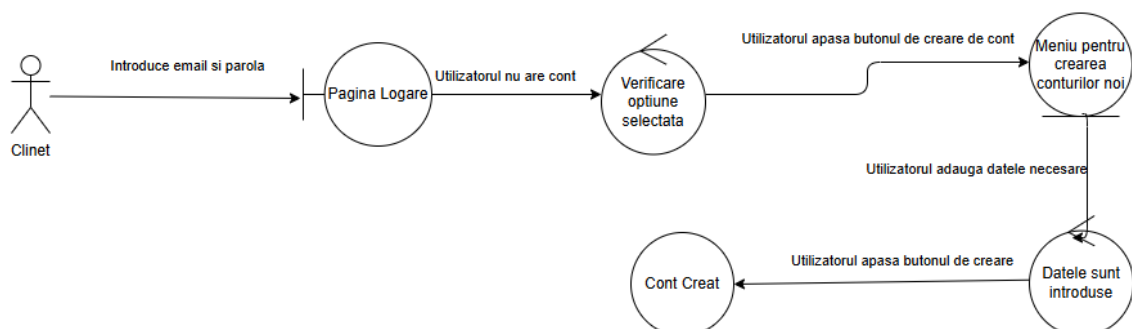 Introduce email si parola
Clinet
Pagina Logare
Utilizatorul nu are cont
Verificare
optiune
selectata
Utilizatorul apasa butonul de creare de cont
Meniu pentru
crearea
conturilor noi
Utilizatorul adauga datele necesare
Datele sunt
introduse
Utilizatorul apasa butonul de creare
Cont Creat